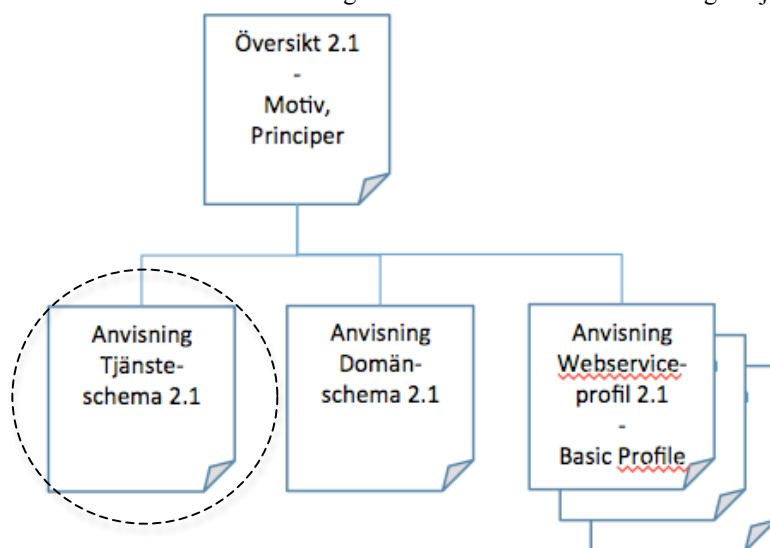 Översikt 2.1
-
Motiv,
Principer
Anvisning
Tjänste-
schema 2.1
Anvisning
Domän-
schema 2.1
Anvisning
Webservice-
profil 2.1
-
Basic Profile